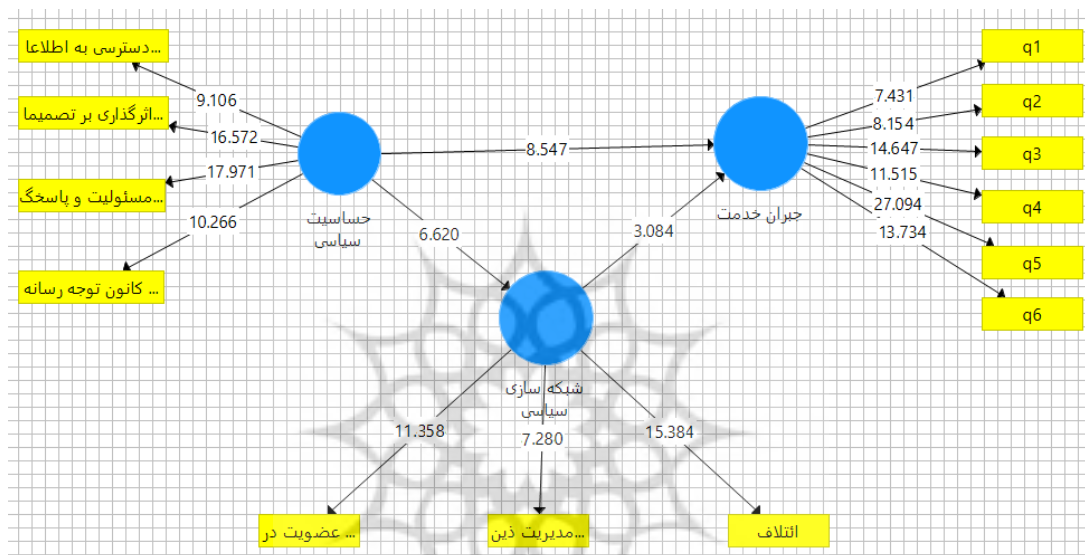 دسترسی به اطلاعا...
اثرگذاری بر تصمیما...
مسئولیت و پاسخگ...
کانون توجه رسانه ...
9.106
16.572
17.971
10.266
حساسیت
سیاسی
8.547
6.620
3.084
جبران خدمت
7.431
8.154
14.647
11.515
27.094
13.734
q1
q2
q3
q4
q5
q6
شبکه سازی
سیاسی
11.358
7.280
15.384
عضویت در ...
مدیریت ذین...
ائتلاف